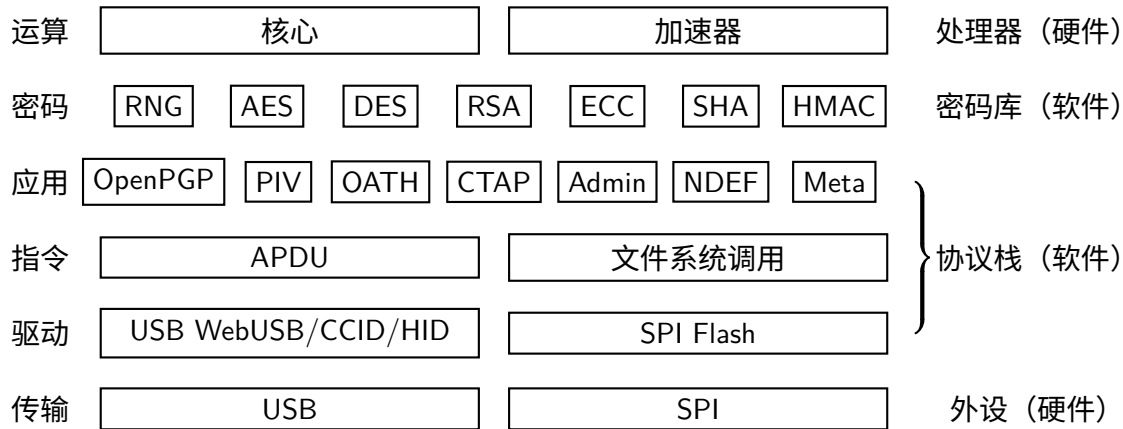 运算 核心 加速器 处理器（硬件）
密码 RNG AES DES RSA ECC SHA HMAC 密码库（软件）
应用 OpenPGP PIV OATH CTAP Admin NDEF Meta
指令 APDU 文件系统调用 协议栈（软件）
驱动 USB WebUSB/CCID/HID SPI Flash
传输 USB SPI 外设（硬件）